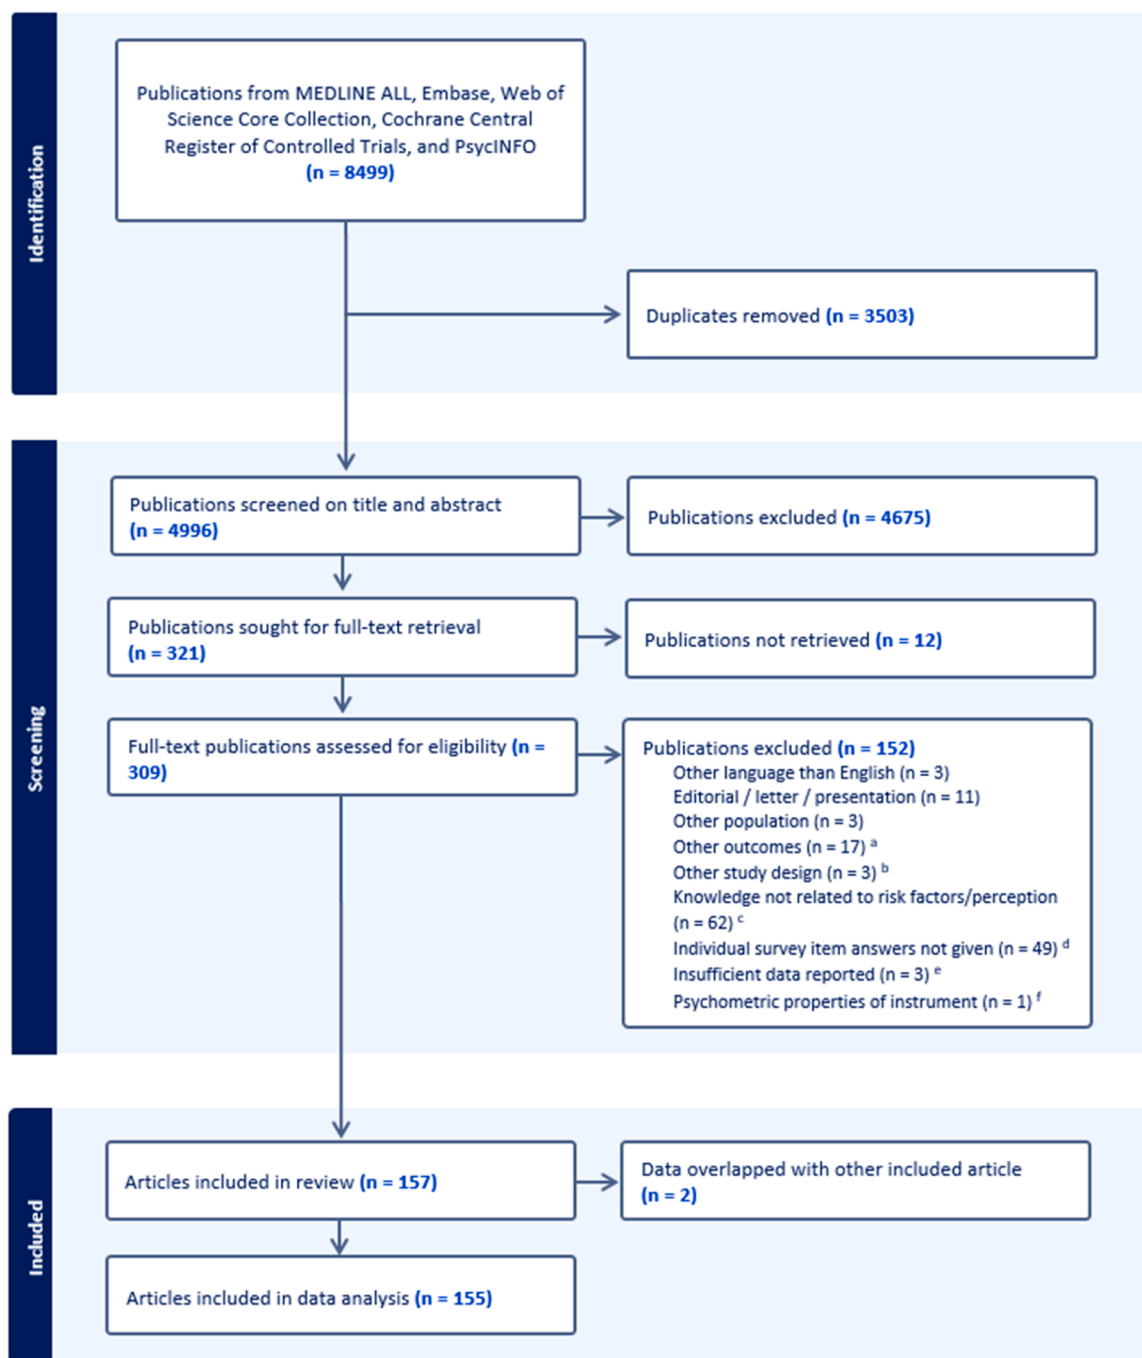 Identification
Publications from MEDLINE ALL, Embase, Web of
Science Core Collection, Cochrane Central
Register of Controlled Trials, and PsycINFO
(n = 8499)
Duplicates removed (n = 3503)
Screening
Publications screened on title and abstract
(n = 4996)
Publications excluded (n = 4675)
Publications sought for full-text retrieval
(n = 321)
Publications not retrieved (n = 12)
Full-text publications assessed for eligibility (n =
309)
Publications excluded (n = 152)
Other language than English (n = 3)
Editorial / letter / presentation (n = 11)
Other population (n = 3)
Other outcomes (n = 17) a
Other study design (n = 3) b
Knowledge not related to risk factors/perception
(n = 62) c
Individual survey item answers not given (n = 49) d
Insufficient data reported (n = 3) e
Psychometric properties of instrument (n = 1) f
Included
Articles included in review (n = 157)
Data overlapped with other included article
(n = 2)
Articles included in data analysis (n = 155)